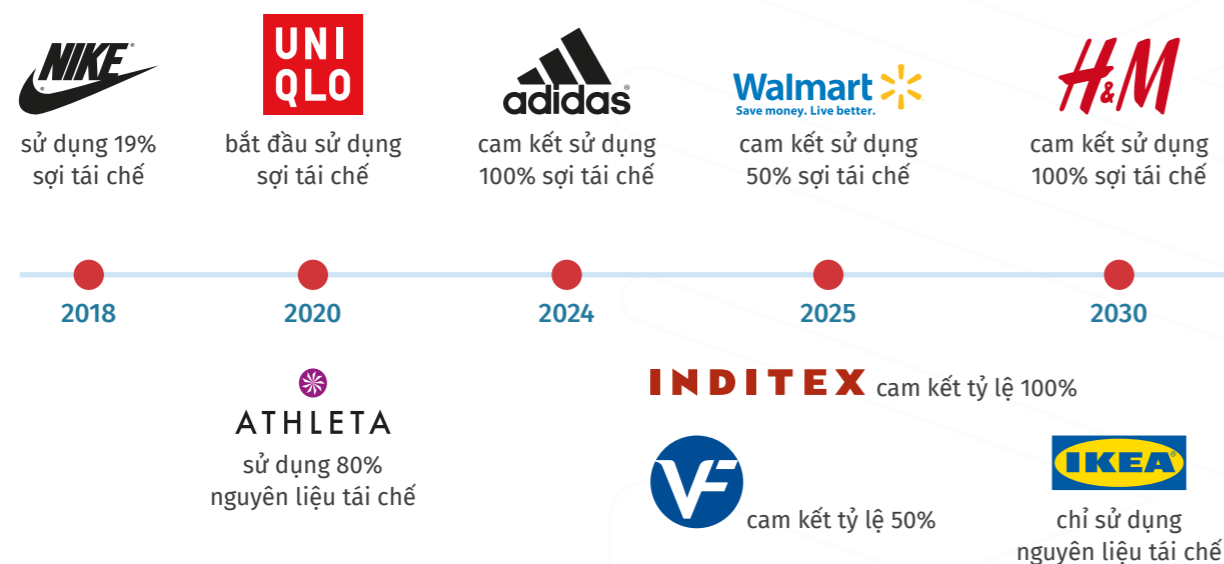 NIKE
sử dụng 19%
sợi tái chế
UNI
QLO
bắt đầu sử dụng
sợi tái chế
adidas
cam kết sử dụng
100% sợi tái chế
Walmart
Save money. Live better.
cam kết sử dụng
50% sợi tái chế
H&M
cam kết sử dụng
100% sợi tái chế
2018
2020
2024
2025
2030
ATHLETA
sử dụng 80%
nguyên liệu tái chế
INDITEX cam kết tỷ lệ 100%
VF cam kết tỷ lệ 50%
IKEA
chỉ sử dụng
nguyên liệu tái chế